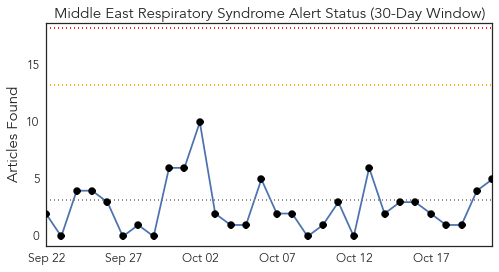 Middle East Respiratory Syndrome Alert Status (30-Day Window)
Articles Found
15
10
5
0
Sep 22 Sep 27 Oct 02 Oct 07 Oct 12 Oct 17